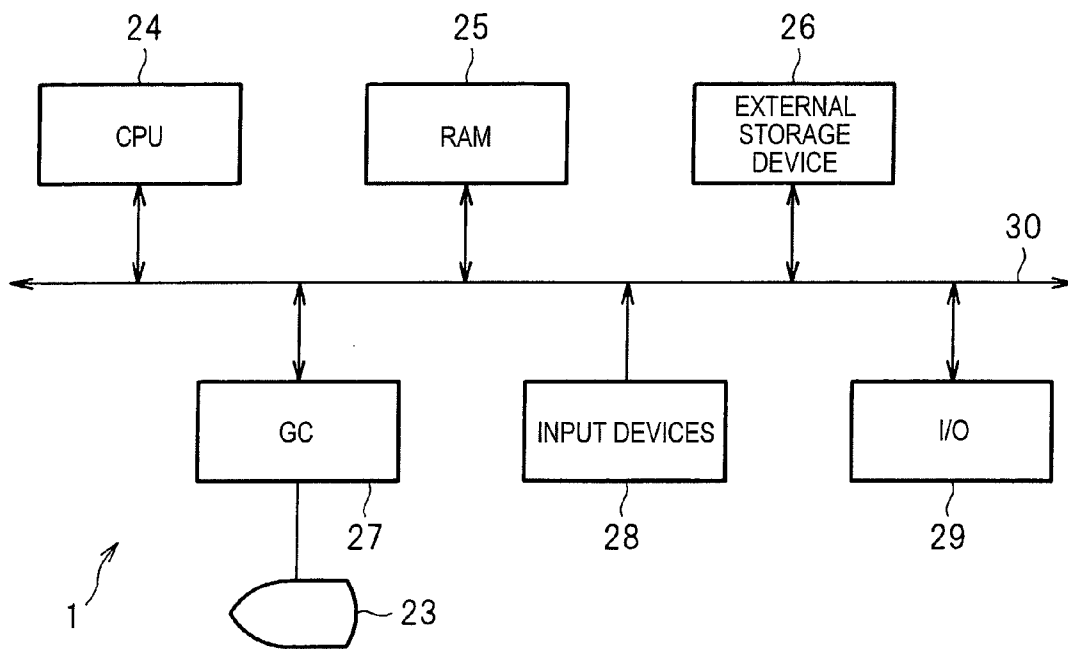 24
25
26
CPU
RAM
EXTERNAL
STORAGE
DEVICE
30
GC
INPUT DEVICES
I/O
27
28
29
1
23